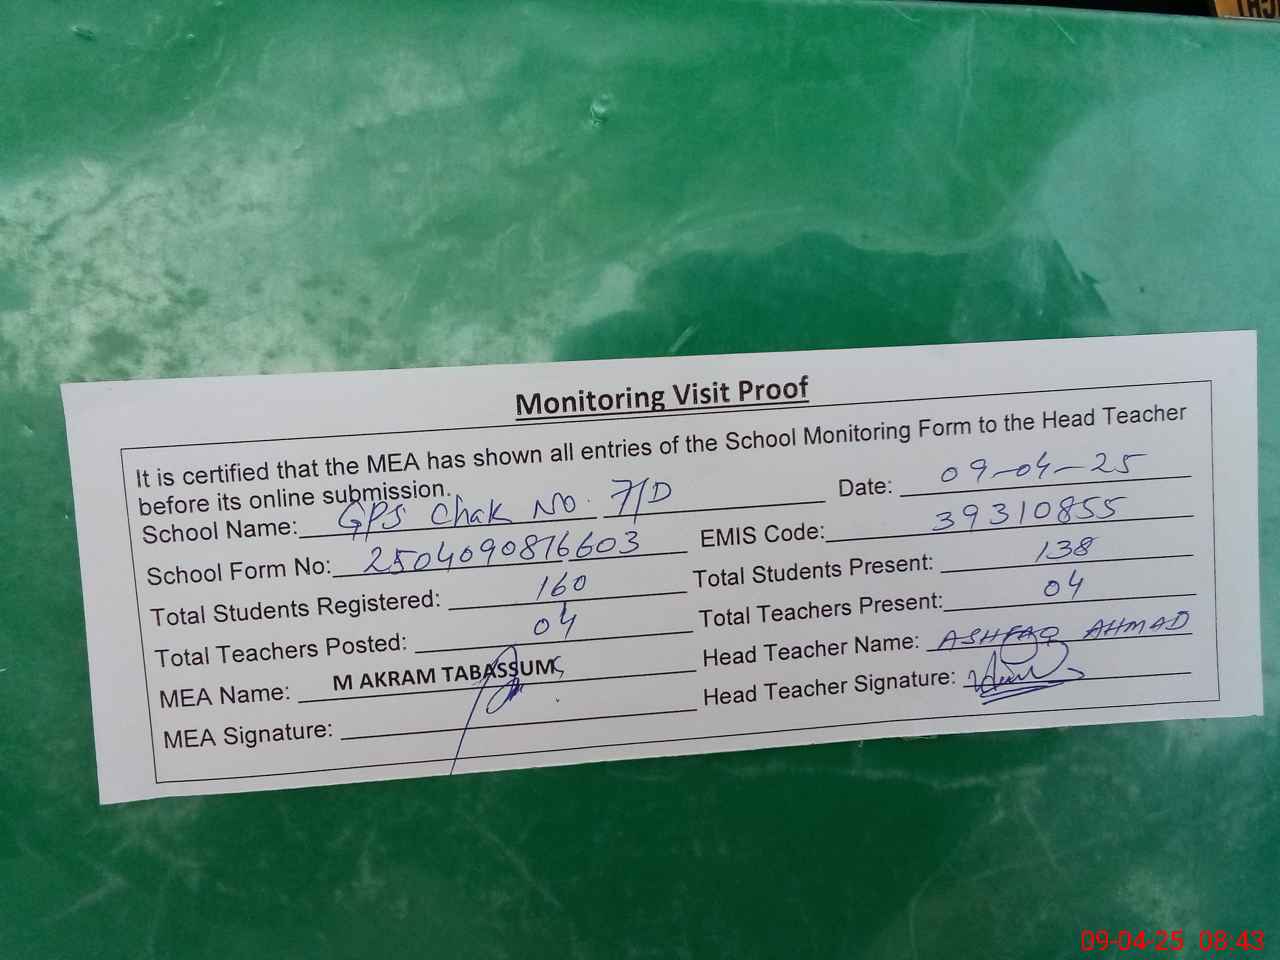 Monitoring Visit Proof
It is certified that the MEA has shown all entries of the School Monitoring Form to the Head Teacher
before its online submission.
School Name: GPS Chak No. 7/D Date: 09-04-25
School Form No: 2504090876603 EMIS Code: 39310855
Total Students Registered: 160 Total Students Present: 138
Total Teachers Posted: 04 Total Teachers Present: 04
MEA Name: M AKRAM TABASSUM Head Teacher Name: ASHFAQ AHMAD
MEA Signature: Head Teacher Signature:
09-04-25 08:43